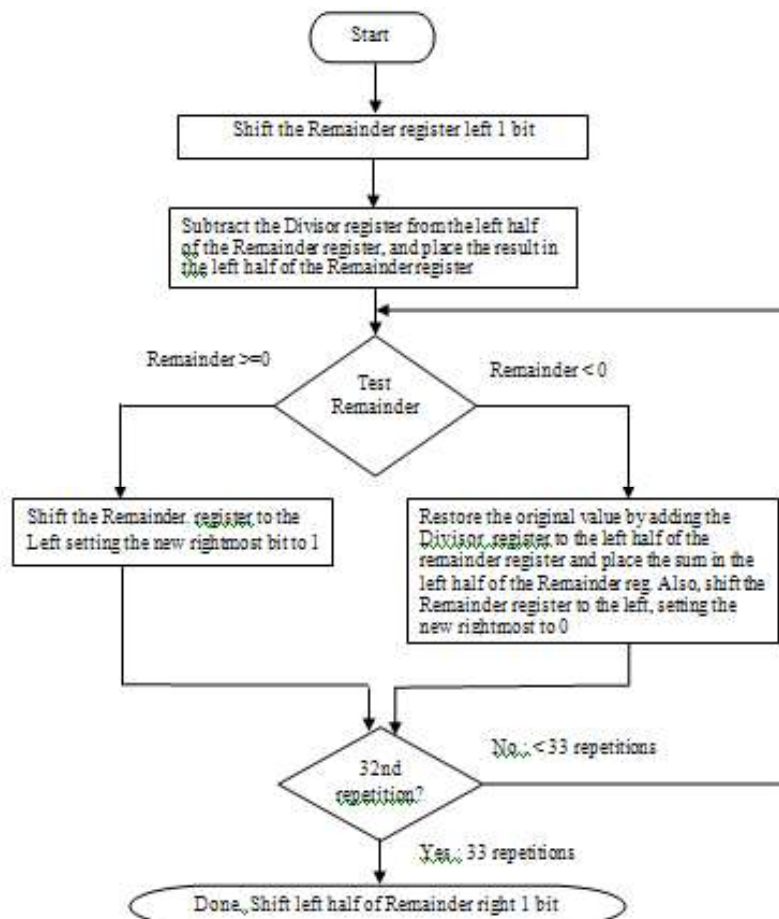 Start
Shift the Remainder register left 1 bit
Subtract the Divisor register from the left half
of the Remainder register, and place the result in
the left half of the Remainder register
Remainder >=0
Test
Remainder
Remainder < 0
Shift the Remainder register to the
Left setting the new rightmost bit to 1
Restore the original value by adding the
Divisor register to the left half of the
remainder register and place the sum in the
left half of the Remainder reg. Also, shift the
Remainder register to the left, setting the
new rightmost to 0
No : < 33 repetitions
32nd
repetition?
Yes : 33 repetitions
Done. Shift left half of Remainder right 1 bit